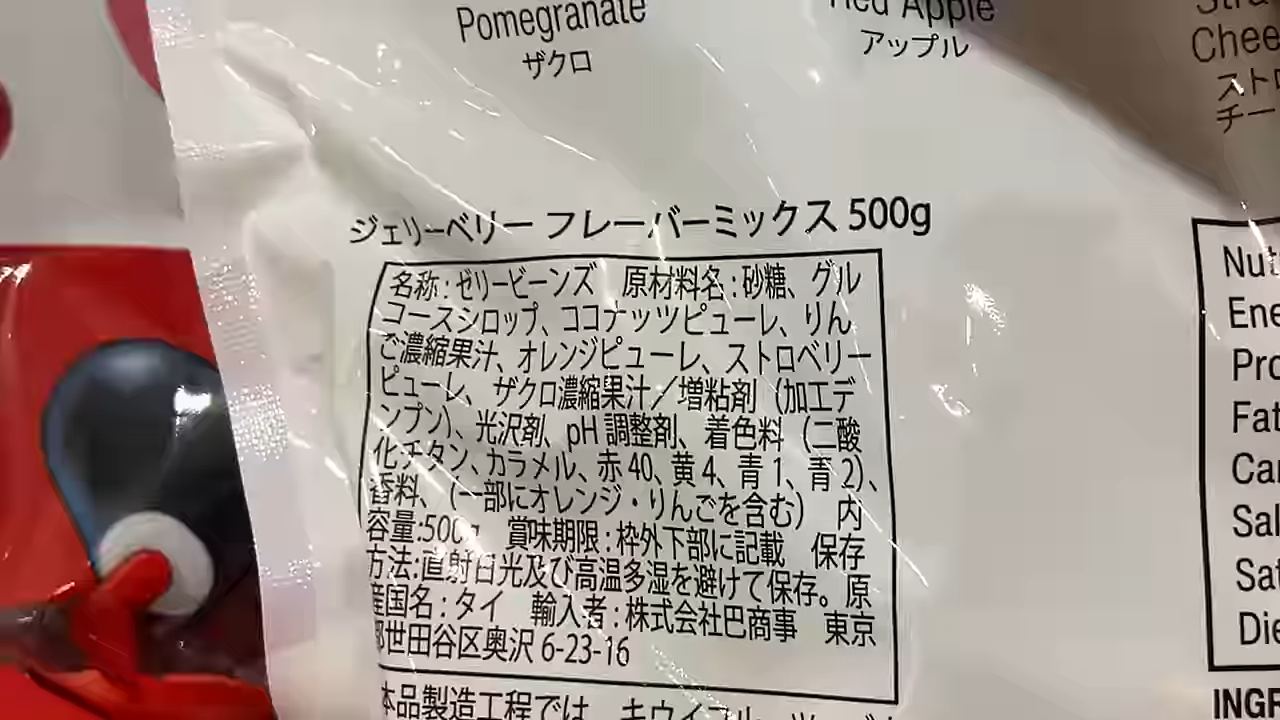 Pomegranate
ザクロ
Red Apple
アップル
Chee
ストロ
チー
ジェリーベリー フレーバーミックス 500g
名称:ゼリービーンズ 原材料名:砂糖、グル
コースシロップ、ココナッツピューレ、りん
ご濃縮果汁、オレンジピューレ、ストロベリー
ピューレ、ザクロ濃縮果汁／増粘剤（加工デ
ンプン）、光沢剤、pH調整剤、着色料（二酸
化チタン、カラメル、赤40、黄4、青1、青2）、
香料、（一部にオレンジ・りんごを含む） 内
容量:500g 賞味期限:枠外下部に記載 保存
方法:直射日光及び高温多湿を避けて保存。原
産国名:タイ 輸入者:株式会社巴商事 東京
都世田谷区奥沢 6-23-16
本品製造工程では、キウイフルーツ
Nut
Ene
Pro
Fat
Car
Sal
Sat
Die
INGR